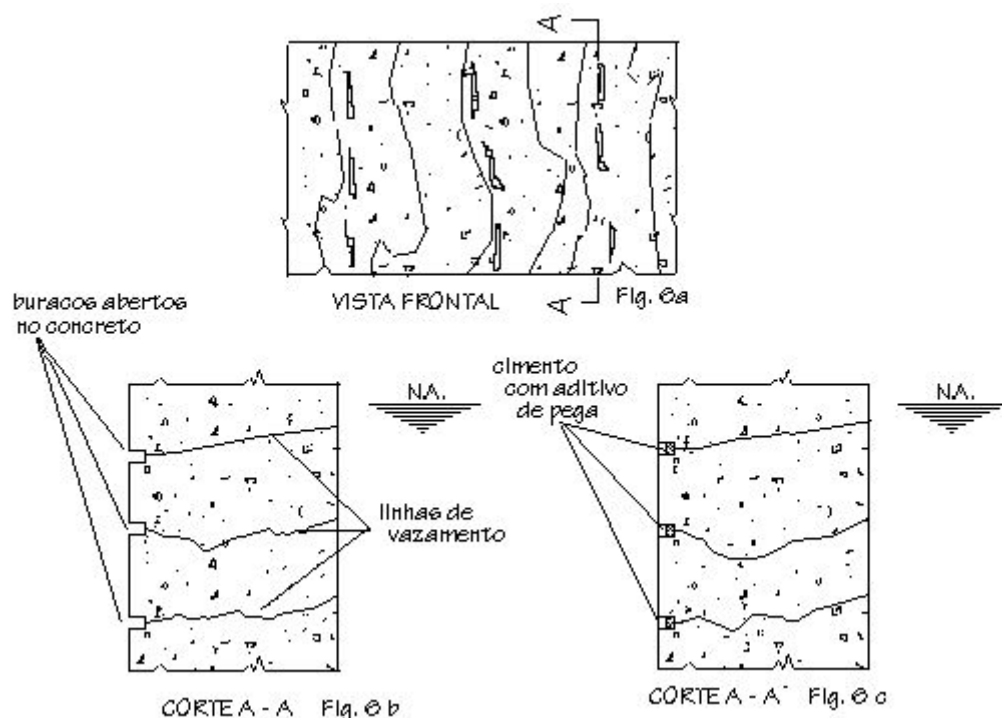 A
VISTA FRONTAL
A
Fig. 6a
buracos abertos
no concreto
N.A.
linhas de
vazamento
CORTE A - A
Fig. 6 b
cimento
com aditivo
de pega
N.A.
CORTE A - A
Fig. 6 c